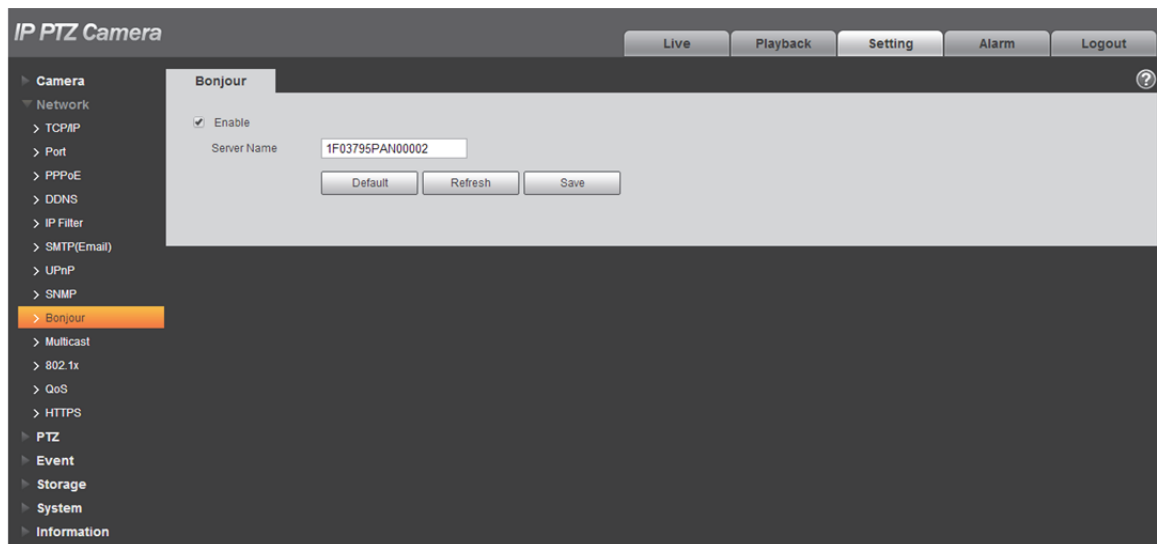 IP PTZ Camera
Live Playback Setting Alarm Logout
Camera
Network
TCP/IP
Port
PPPoE
DDNS
IP Filter
SMTP(Email)
UPnP
SNMP
Bonjour
Multicast
802.1x
QoS
HTTPS
PTZ
Event
Storage
System
Information
Bonjour
?
Enable
Server Name 1F03795PAN00002
Default Refresh Save